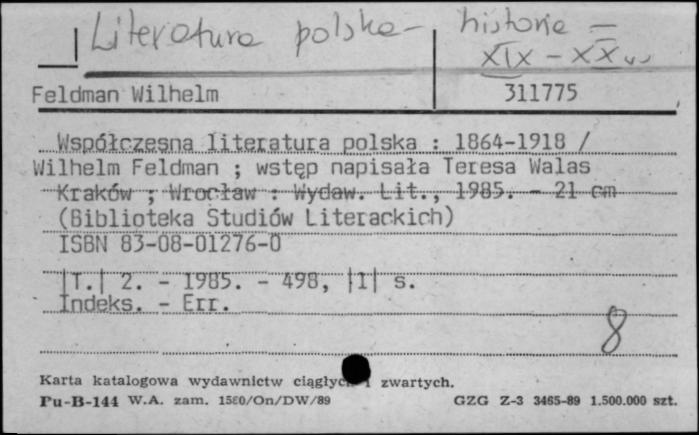 Literatura polska - historia -
XIX - XX w
Feldman Wilhelm 311775
Współczesna literatura polska : 1864-1918 /
Wilhelm Feldman ; wstęp napisała Teresa Walas
Kraków ; Wrocław : Wydaw. Lit., 1985. - 21 cm
(Biblioteka Studiów Literackich)
ISBN 83-08-01276-0
|T.| 2. - 1985. - 498, |1| s.
Indeks. - Err.
8
Karta katalogowa wydawnictw ciągłych i zwartych.
Pu-B-144 W.A. zam. 1580/On/DW/89 GZG Z-3 3465-89 1.500.000 szt.